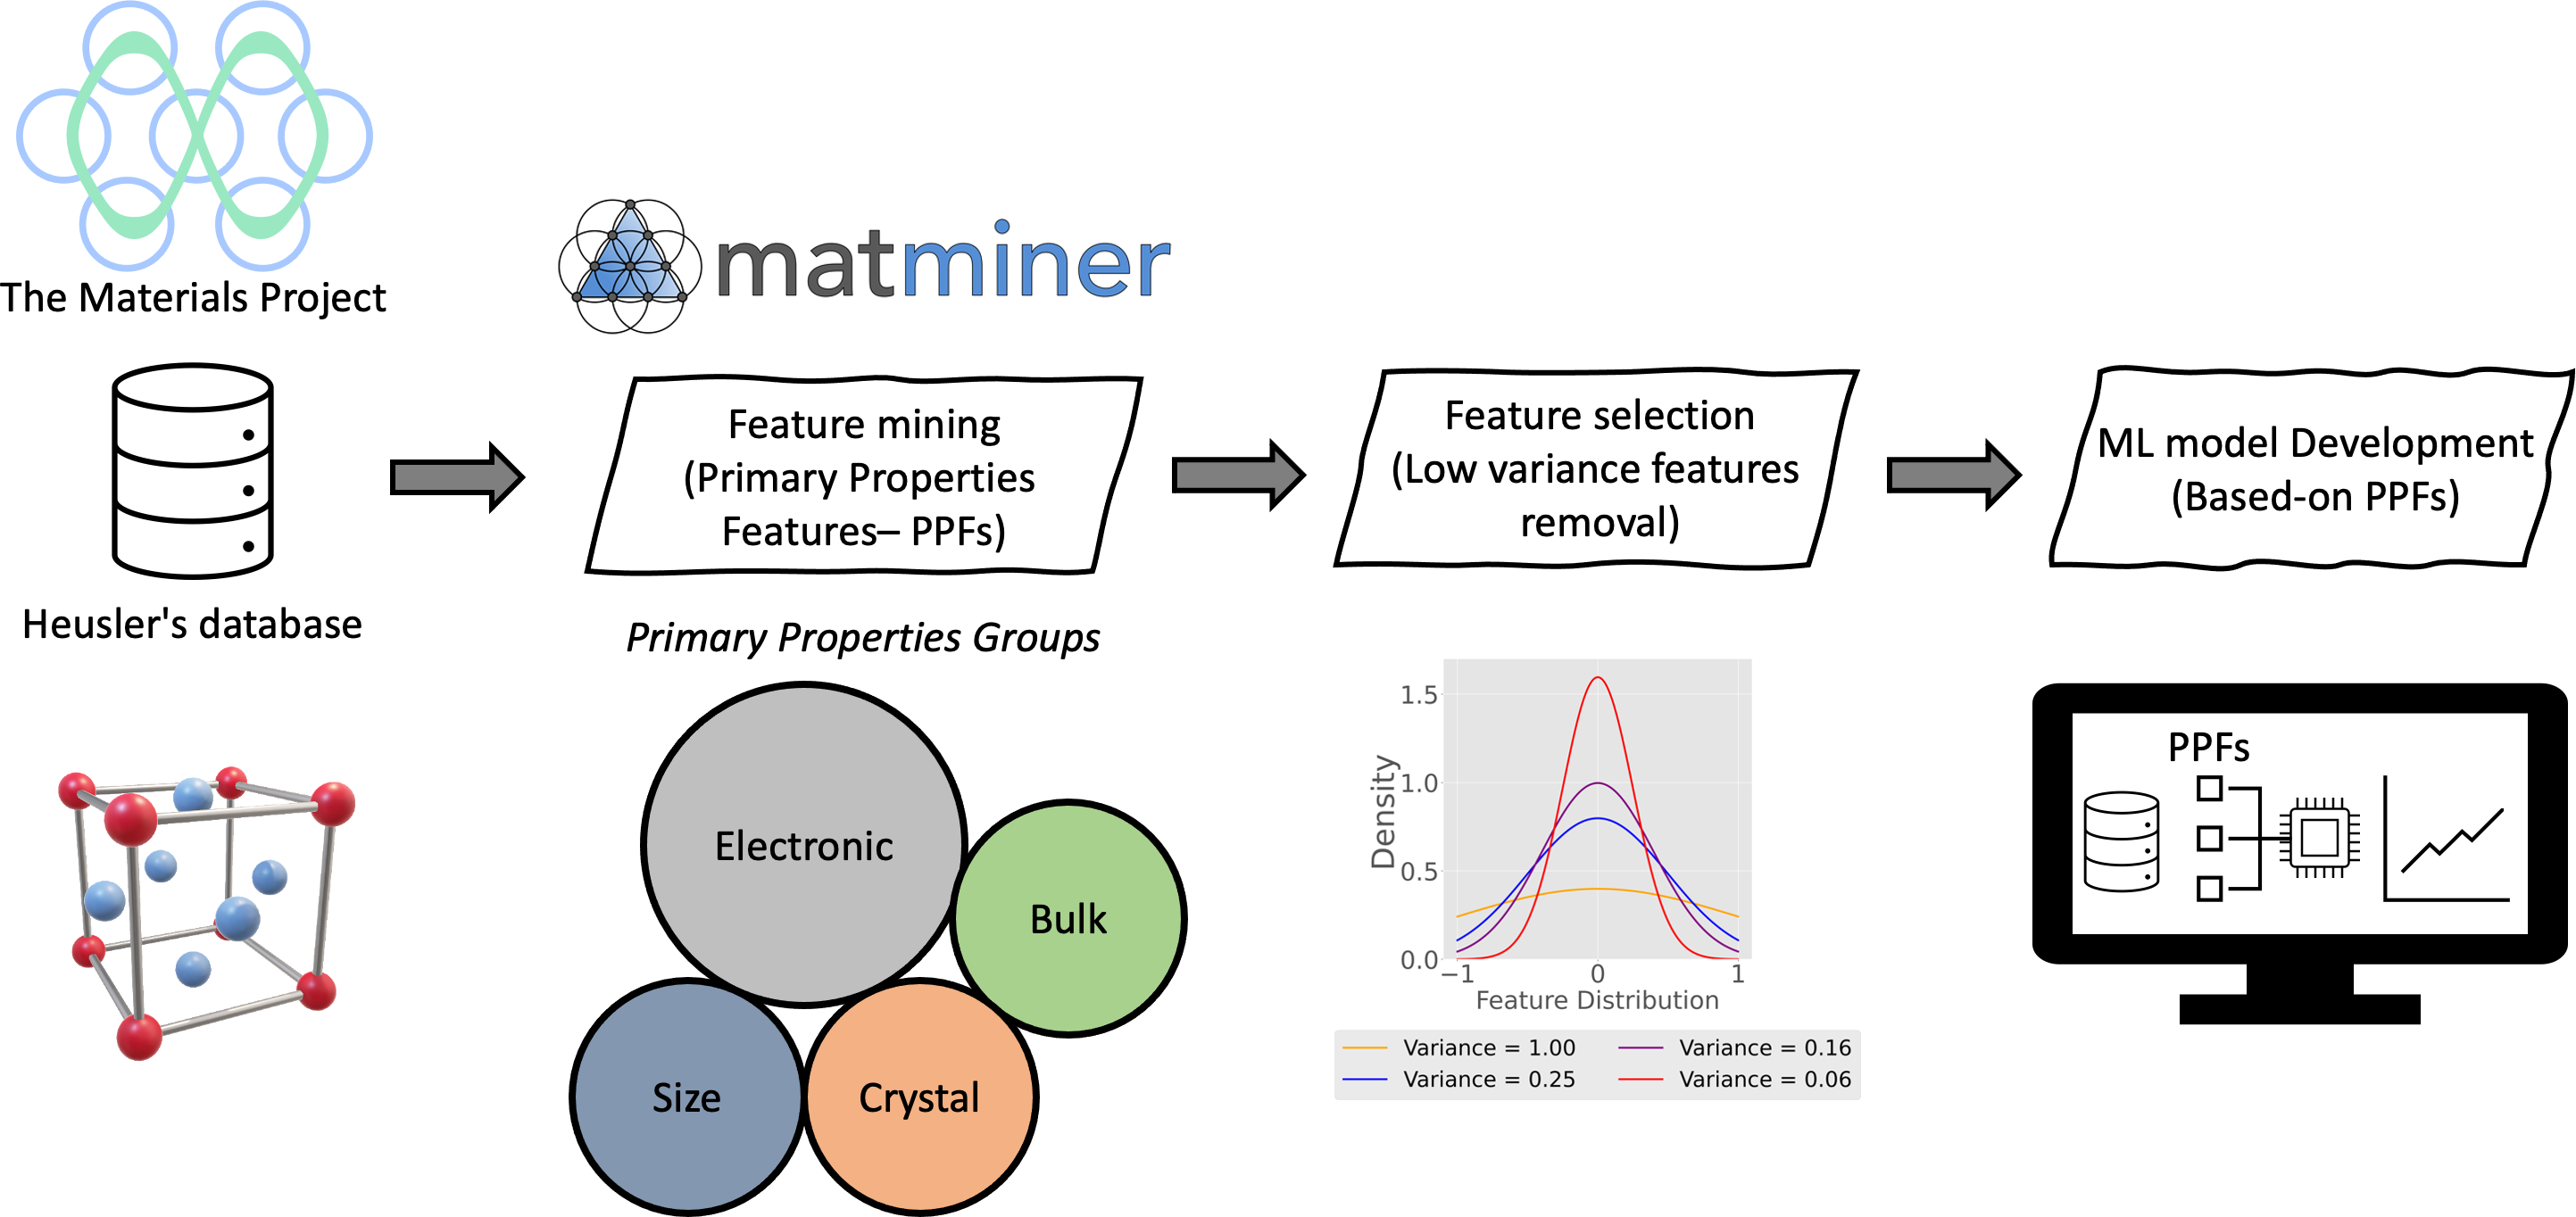 The Materials Project
Heusler's database
matminer
Feature mining
(Primary Properties
Features– PPFs)
Primary Properties Groups
Electronic
Bulk
Size
Crystal
Feature selection
(Low variance features
removal)
1.5
1.0
0.5
0.0
Density
−1
0
1
Feature Distribution
Variance = 1.00
Variance = 0.16
Variance = 0.25
Variance = 0.06
ML model Development
(Based-on PPFs)
PPFs